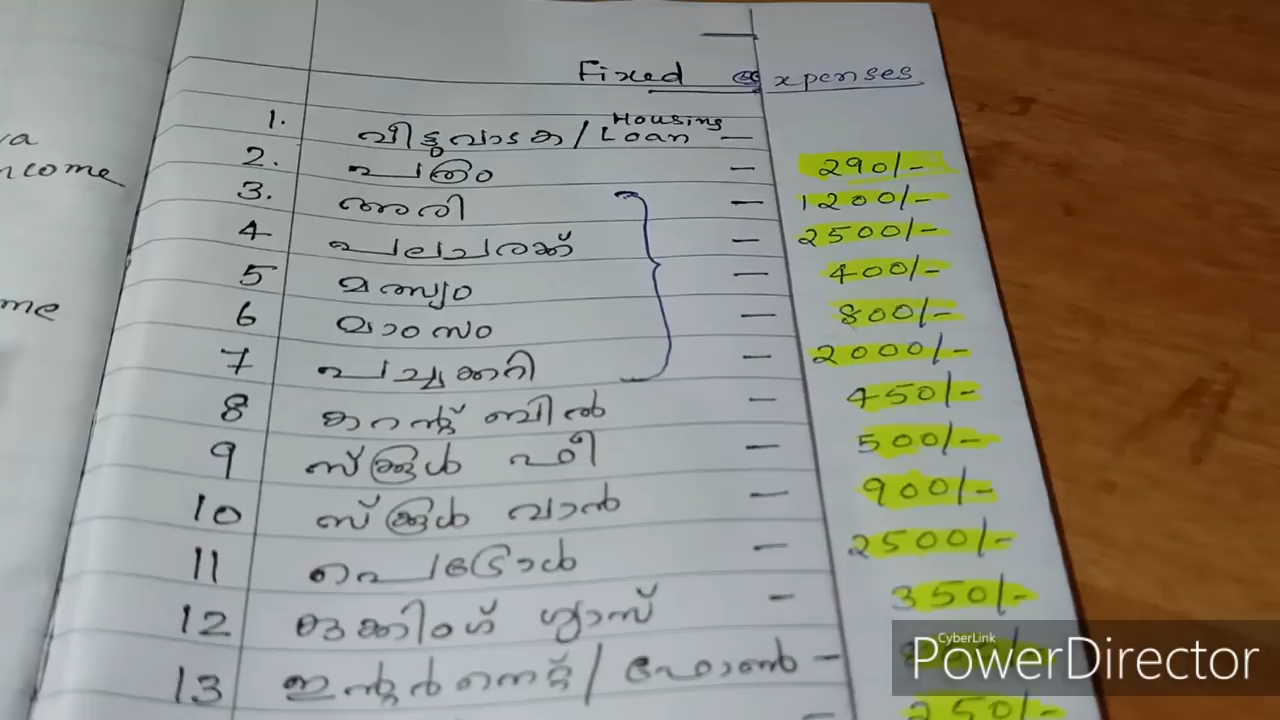 Fixed expenses
1. വീട്ടുവാടക / Housing Loan —
2. പത്രം — 290/-
3. അരി — 1200/-
4 പലചരക്ക് — 2500/-
5 മത്സ്യം — 400/-
6 മാംസം — 800/-
7 പച്ചക്കറി — 2000/-
8 കറന്റ് ബിൽ — 450/-
9 സ്കൂൾ ഫീ — 500/-
10 സ്കൂൾ വാൻ — 900/-
11 പെട്രോൾ — 2500/-
12 കുക്കിംഗ് ഗ്യാസ് - 350/-
13 ഇന്റർനെറ്റ് / ഫോൺ -
250/-
CyberLink
PowerDirector